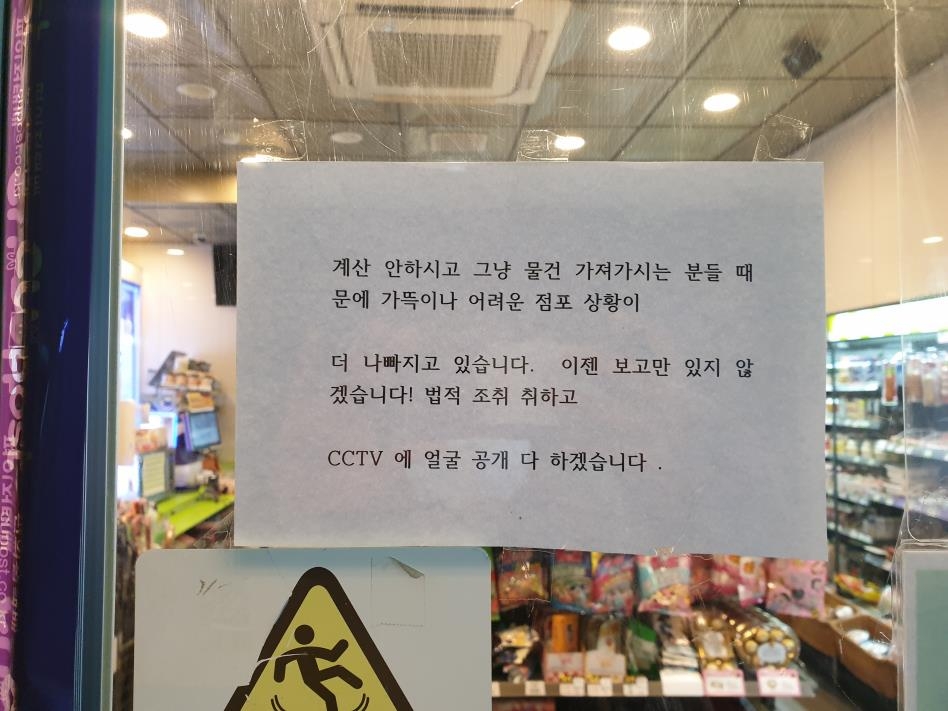 계산 안하시고 그냥 물건 가져가시는 분들 때
문에 가뜩이나 어려운 점포 상황이
더 나빠지고 있습니다. 이젠 보고만 있지 않
겠습니다! 법적 조취 취하고
CCTV 에 얼굴 공개 다 하겠습니다 .